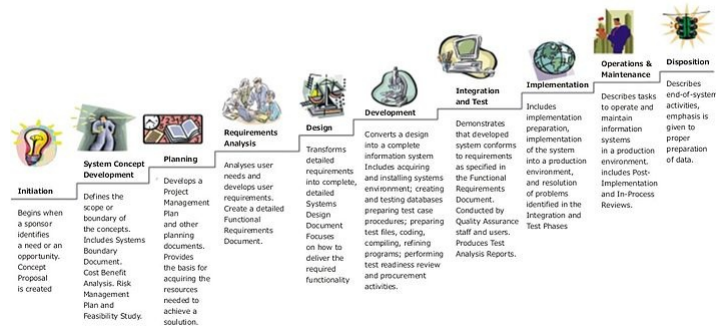 Initiation
Begins when
a sponsor
identifies
a need or an
opportunity.
Concept
Proposal
is created
System Concept
Development
Defines the
scope or
boundary of
the concepts.
Includes Systems
Boundary
Document.
Cost Benefit
Analysis. Risk
Management
Plan and
Feasibility Study.
Planning
Develops a
Project
Management
Plan
and other
planning
documents.
Provides
the basis for
acquiring the
resources
needed to
achieve a
soulution.
Requirements
Analysis
Analyses user
needs and
develops user
requirements.
Create a detailed
Functional
Requirements
Document.
Design
Transforms
detailed
requirements
into complete,
detailed
Systems
Design
Document
Focuses
on how to
deliver the
required
functionality
Development
Converts a design
into a complete
information system
Includes acquiring
and installing systems
environment; creating
and testing databases
preparing test case
procedures; preparing
test files, coding,
compiling, refining
programs; performing
test readiness review
and procurement
activities.
Integration
and Test
Demonstrates
that developed
system conforms
to requirements
as specified in
the Functional
Requirements
Document.
Conducted by
Quality Assurance
staff and users.
Produces Test
Analysis Reports.
Implementation
Includes
implementation
preparation,
implementation
of the system
into a production
environment,
and resolution
of problems
identified in the
Integration and
Test Phases
Operations &
Maintenance
Describes tasks
to operate and
maintain
information
systems
in a production
environment.
includes Post-
Implementation
and In-Process
Reviews.
Disposition
Describes
end-of-system
activities,
emphasis is
given to
proper
preparation
of data.